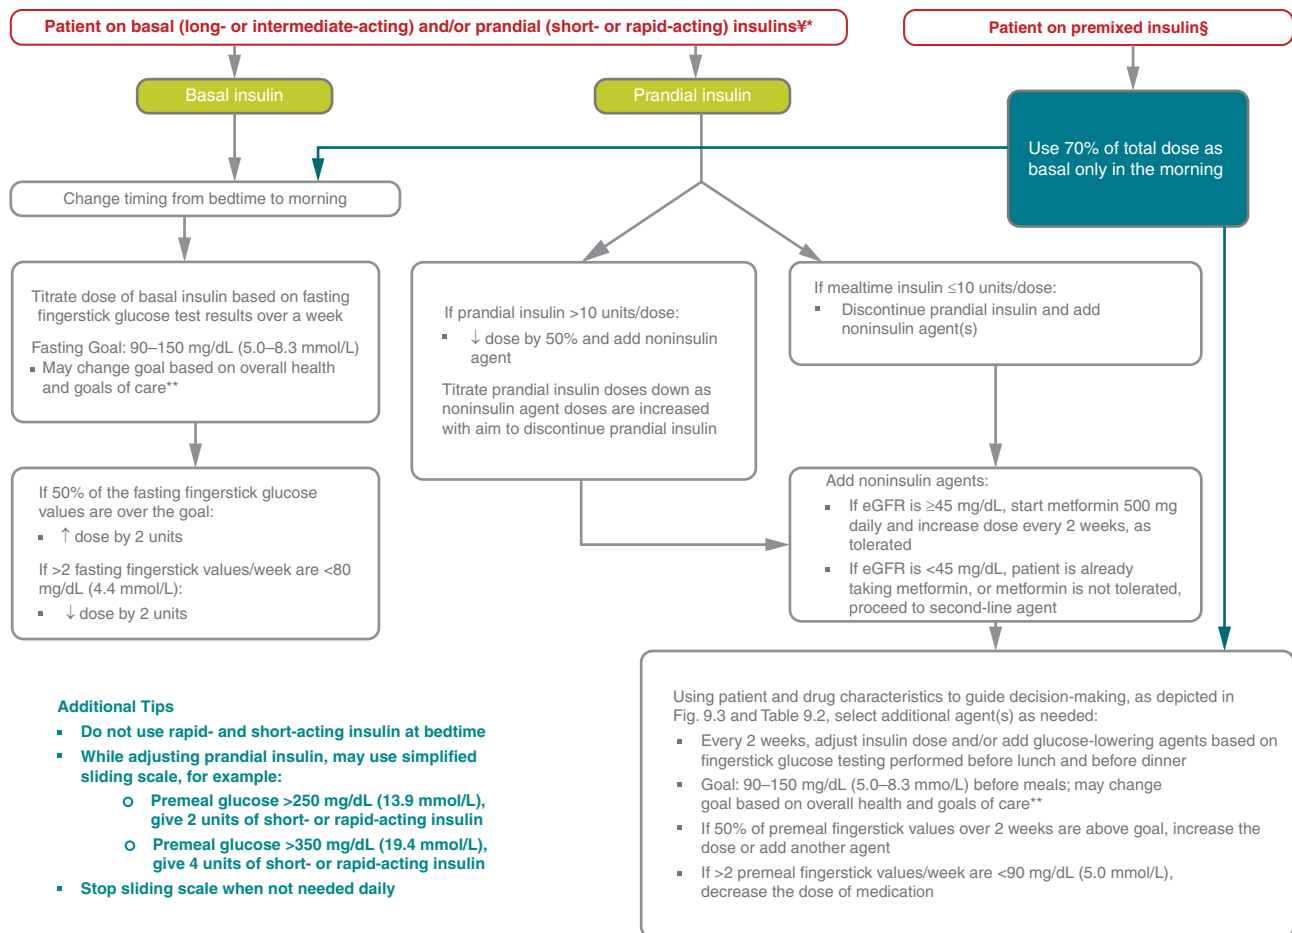 Patient on basal (long- or intermediate-acting) and/or prandial (short- or rapid-acting) insulins¥*
Patient on premixed insulin§
Basal insulin
Prandial insulin
Use 70% of total dose as
basal only in the morning
Change timing from bedtime to morning
Titrate dose of basal insulin based on fasting
fingerstick glucose test results over a week
Fasting Goal: 90–150 mg/dL (5.0–8.3 mmol/L)
▪ May change goal based on overall health
and goals of care**
If 50% of the fasting fingerstick glucose
values are over the goal:
▪ ↑ dose by 2 units
If >2 fasting fingerstick values/week are <80
mg/dL (4.4 mmol/L):
▪ ↓ dose by 2 units
If prandial insulin >10 units/dose:
▪ ↓ dose by 50% and add noninsulin
agent
Titrate prandial insulin doses down as
noninsulin agent doses are increased
with aim to discontinue prandial insulin
If mealtime insulin ≤10 units/dose:
▪ Discontinue prandial insulin and add
noninsulin agent(s)
Add noninsulin agents:
▪ If eGFR is ≥45 mg/dL, start metformin 500 mg
daily and increase dose every 2 weeks, as
tolerated
▪ If eGFR is <45 mg/dL, patient is already
taking metformin, or metformin is not tolerated,
proceed to second-line agent
Using patient and drug characteristics to guide decision-making, as depicted in
Fig. 9.3 and Table 9.2, select additional agent(s) as needed:
▪ Every 2 weeks, adjust insulin dose and/or add glucose-lowering agents based on
fingerstick glucose testing performed before lunch and before dinner
▪ Goal: 90–150 mg/dL (5.0–8.3 mmo/L) before meals; may change
goal based on overall health and goals of care**
▪ If 50% of premeal fingerstick values over 2 weeks are above goal, increase the
dose or add another agent
▪ If >2 premeal fingerstick values/week are <90 mg/dL (5.0 mmol/L),
decrease the dose of medication
Additional Tips
▪ Do not use rapid- and short-acting insulin at bedtime
▪ While adjusting prandial insulin, may use simplified
sliding scale, for example:
o Premeal glucose >250 mg/dL (13.9 mmol/L),
give 2 units of short- or rapid-acting insulin
o Premeal glucose >350 mg/dL (19.4 mmol/L),
give 4 units of short- or rapid-acting insulin
▪ Stop sliding scale when not needed daily